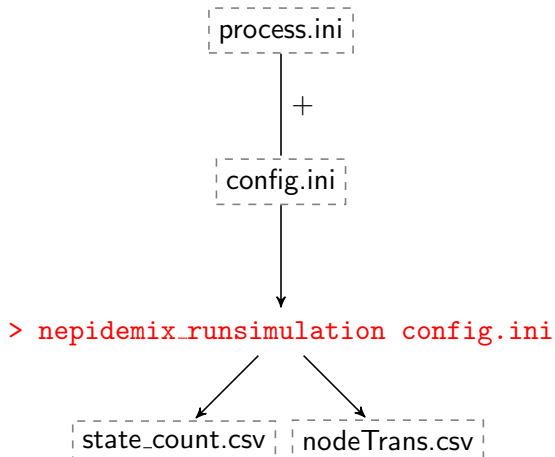 process.ini
+
config.ini
> nepidemix_runsimulation config.ini
state_count.csv nodeTrans.csv